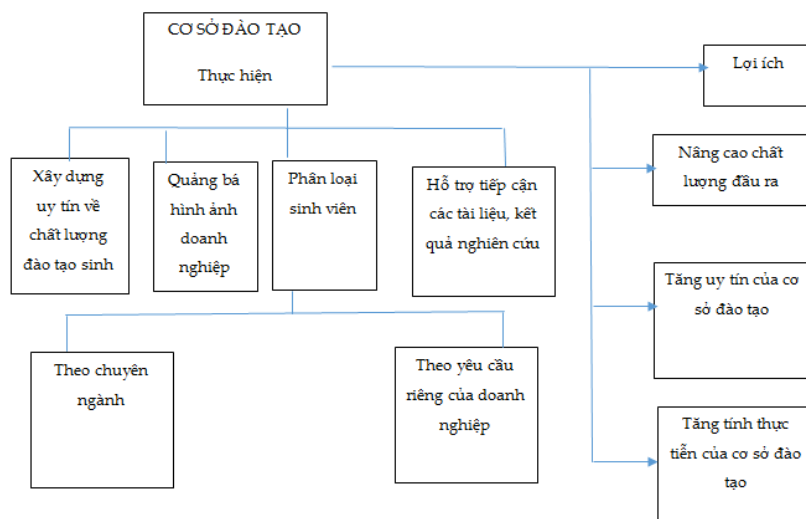 CƠ SỞ ĐÀO TẠO
Thực hiện
Lợi ích
Xây dựng
uy tín về
chất lượng
đào tạo sinh
Quảng bá
hình ảnh
doanh
nghiệp
Phân loại
sinh viên
Hỗ trợ tiếp cận
các tài liệu, kết
quả nghiên cứu
Nâng cao chất
lượng đầu ra
Tăng uy tín của cơ
sở đào tạo
Theo chuyên
ngành
Theo yêu cầu
riêng của doanh
nghiệp
Tăng tính thực
tiễn của cơ sở đào
tạo